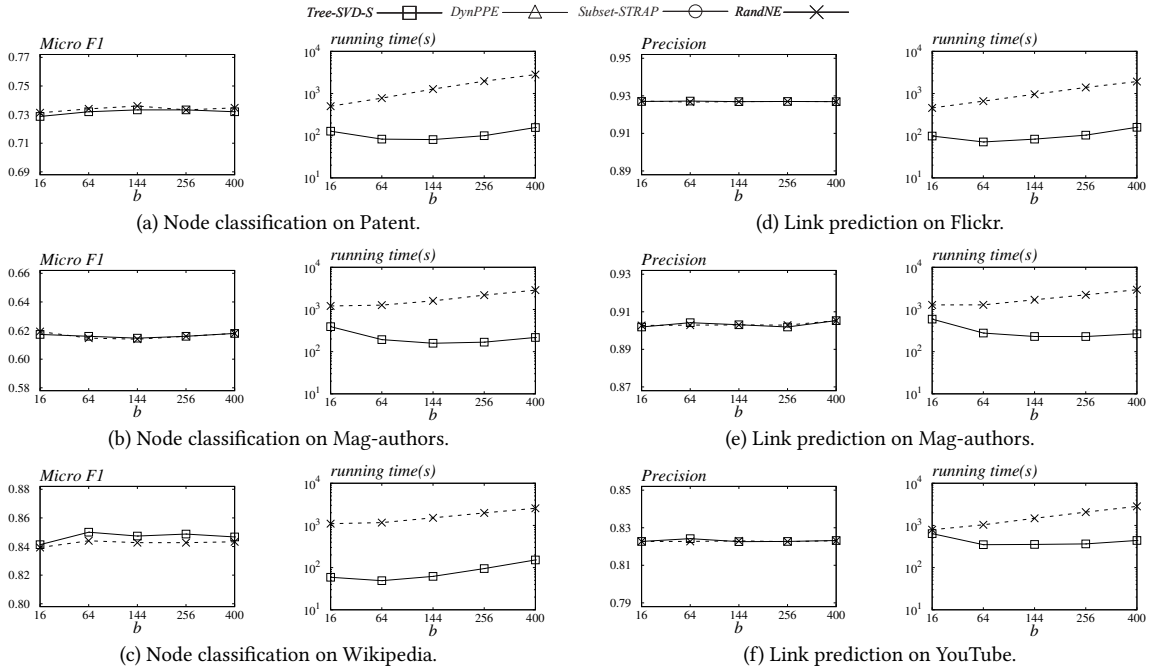 Tree-SVD-S DynPPE Subset-STRAP RandNE
Micro F1 running time(s) Precision running time(s)
0.77 10^4 0.95 10^4
0.75 10^3 0.93 10^3
0.73 10^2 0.91 10^2
0.71 10^1 0.89 10^1
0.69
16 64 144 256 400 16 64 144 256 400 16 64 144 256 400 16 64 144 256 400
b b b b
(a) Node classification on Patent. (d) Link prediction on Flickr.
Micro F1 running time(s) Precision running time(s)
0.66 10^4 0.93 10^4
0.64 10^3 0.91 10^3
0.62 10^2 0.89 10^2
0.60 10^1 0.87 10^1
0.58
16 64 144 256 400 16 64 144 256 400 16 64 144 256 400 16 64 144 256 400
b b b b
(b) Node classification on Mag-authors. (e) Link prediction on Mag-authors.
Micro F1 running time(s) Precision running time(s)
0.88 10^4 0.85 10^4
0.86 10^3 0.83 10^3
0.84 10^2 0.81 10^2
0.82 10^1 0.79 10^1
0.80
16 64 144 256 400 16 64 144 256 400 16 64 144 256 400 16 64 144 256 400
b b b b
(c) Node classification on Wikipedia. (f) Link prediction on YouTube.